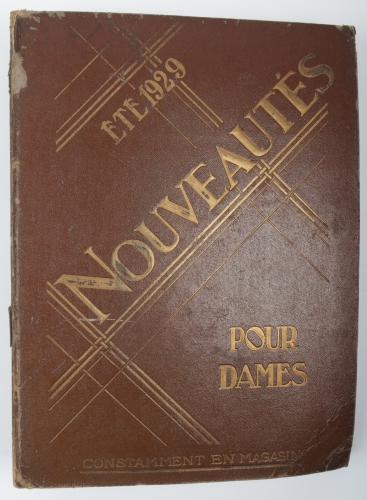 ÉTÉ 1929
NOUVEAUTÉS
POUR
DAMES
CONSTAMMENT EN MAGASIN